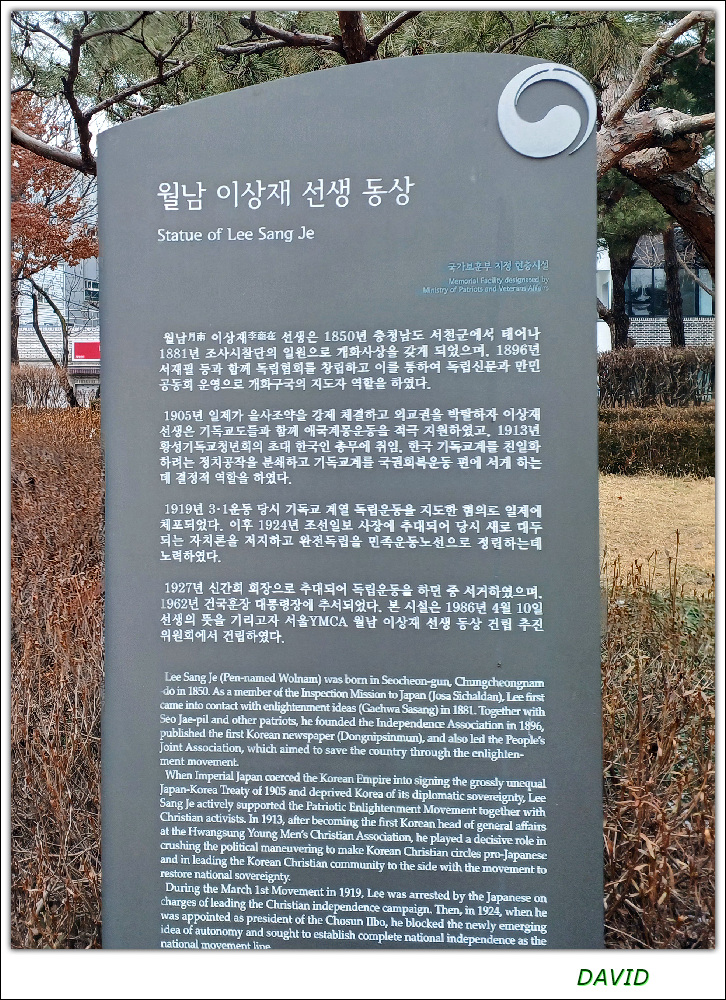 월남 이상재 선생 동상
Statue of Lee Sang Je
국가보훈부 지정 현충시설
Memorial Facility designated by
Ministry of Patriots and Veterans Affairs
월남月南 이상재李商在 선생은 1850년 충청남도 서천군에서 태어나
1881년 조사시찰단의 일원으로 개화사상을 갖게 되었으며, 1896년
서재필 등과 함께 독립협회를 창립하고 이를 통하여 독립신문과 만민
공동회 운영으로 개화구국의 지도자 역할을 하였다.
1905년 일제가 을사조약을 강제 체결하고 외교권을 박탈하자 이상재
선생은 기독교도들과 함께 애국계몽운동을 적극 지원하였고, 1913년
황성기독교청년회의 초대 한국인 총무에 취임, 한국 기독교계를 친일화
하려는 정치공작을 분쇄하고 기독교계를 국권회복운동 편에 서게 하는
데 결정적 역할을 하였다.
1919년 3·1운동 당시 기독교 계열 독립운동을 지도한 혐의로 일제에
체포되었다. 이후 1924년 조선일보 사장에 추대되어 당시 새로 대두
되는 자치론을 저지하고 완전독립을 민족운동노선으로 정립하는데
노력하였다.
1927년 신간회 회장으로 추대되어 독립운동을 하던 중 서거하였으며,
1962년 건국훈장 대통령장에 추서되었다. 본 시설은 1986년 4월 10일
선생의 뜻을 기리고자 서울YMCA 월남 이상재 선생 동상 건립 추진
위원회에서 건립하였다.
Lee Sang Je (Pen-named Wolnam) was born in Seocheon-gun, Chungcheongnam
-do in 1850. As a member of the Inspection Mission to Japan (Josa Sichaldan), Lee first
came into contact with enlightenment ideas (Gaehwa Sasang) in 1881. Together with
Seo Jae-pil and other patriots, he founded the Independence Association in 1896,
published the first Korean newspaper (Dongnipsinmun), and also led the People's
Joint Association, which aimed to save the country through the enlighten-
ment movement.
When Imperial Japan coerced the Korean Empire into signing the grossly unequal
Japan-Korea Treaty of 1905 and deprived Korea of its diplomatic sovereignty, Lee
Sang Je actively supported the Patriotic Enlightenment Movement together with
Christian activists. In 1913, after becoming the first Korean head of general affairs
at the Hwangsung Young Men's Christian Association, he played a decisive role in
crushing the political maneuvering to make Korean Christian circles pro-Japanese
and in leading the Korean Christian community to the side with the movement to
restore national sovereignty.
During the March 1st Movement in 1919, Lee was arrested by the Japanese on
charges of leading the Christian independence campaign. Then, in 1924, when he
was appointed as president of the Chosun Ilbo, he blocked the newly emerging
idea of autonomy and sought to establish complete national independence as the
national movement line.
DAVID